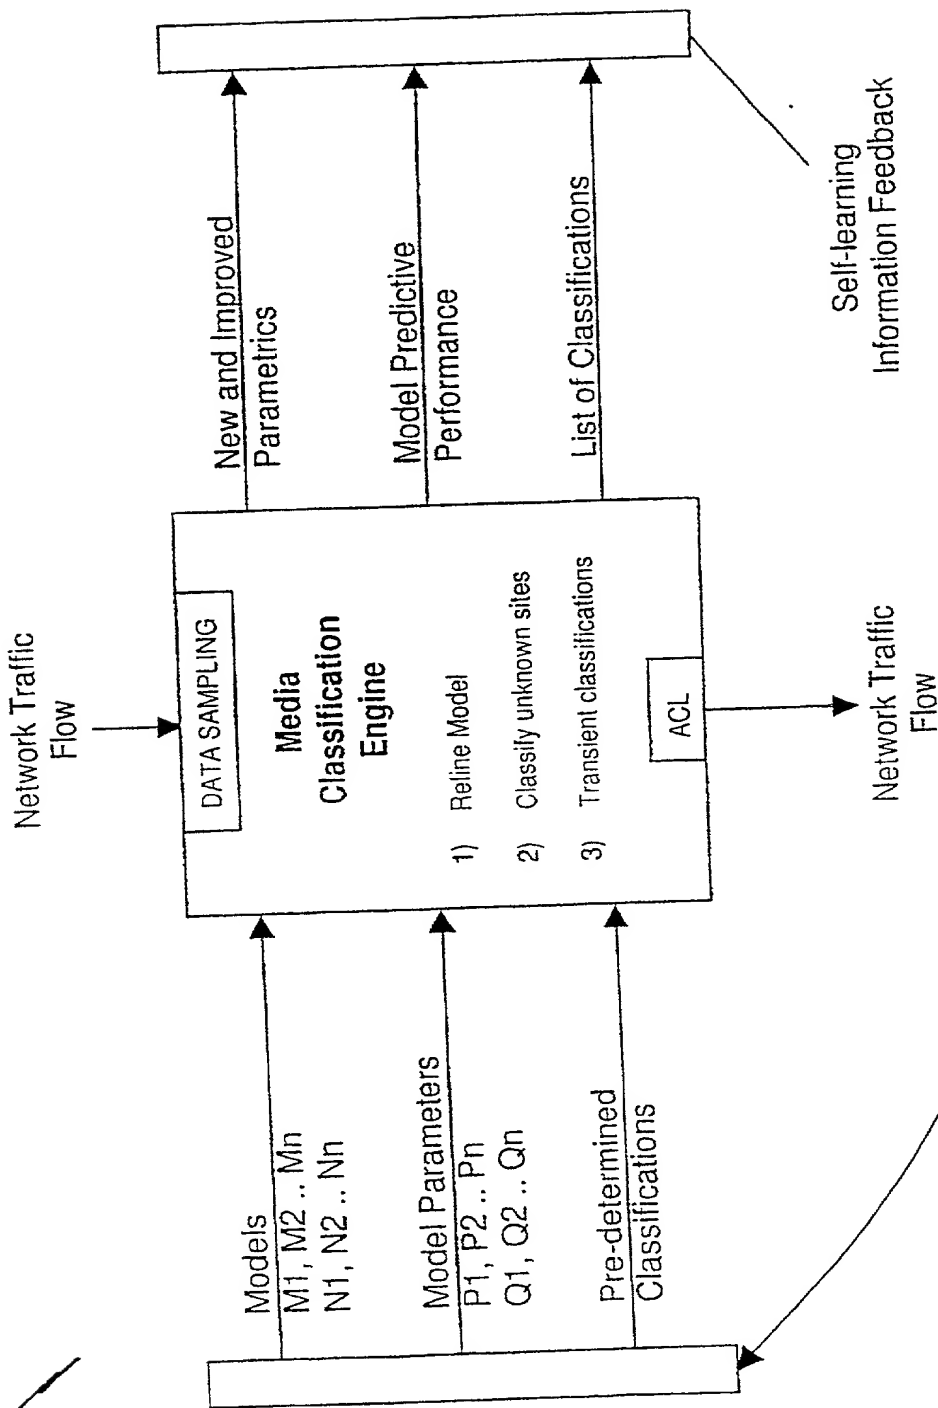 Network Traffic
Flow
DATA SAMPLING
Media
Classification
Engine
1) Reline Model
2) Classify unknown sites
3) Transient classifications
ACL
Network Traffic
Flow
Models
M1, M2 .. Mn
N1, N2 .. Nn
Model Parameters
P1, P2 .. Pn
Q1, Q2 .. Qn
Pre-determined
Classifications
New and Improved
Parametrics
Model Predictive
Performance
List of Classifications
Self-learning
Information Feedback